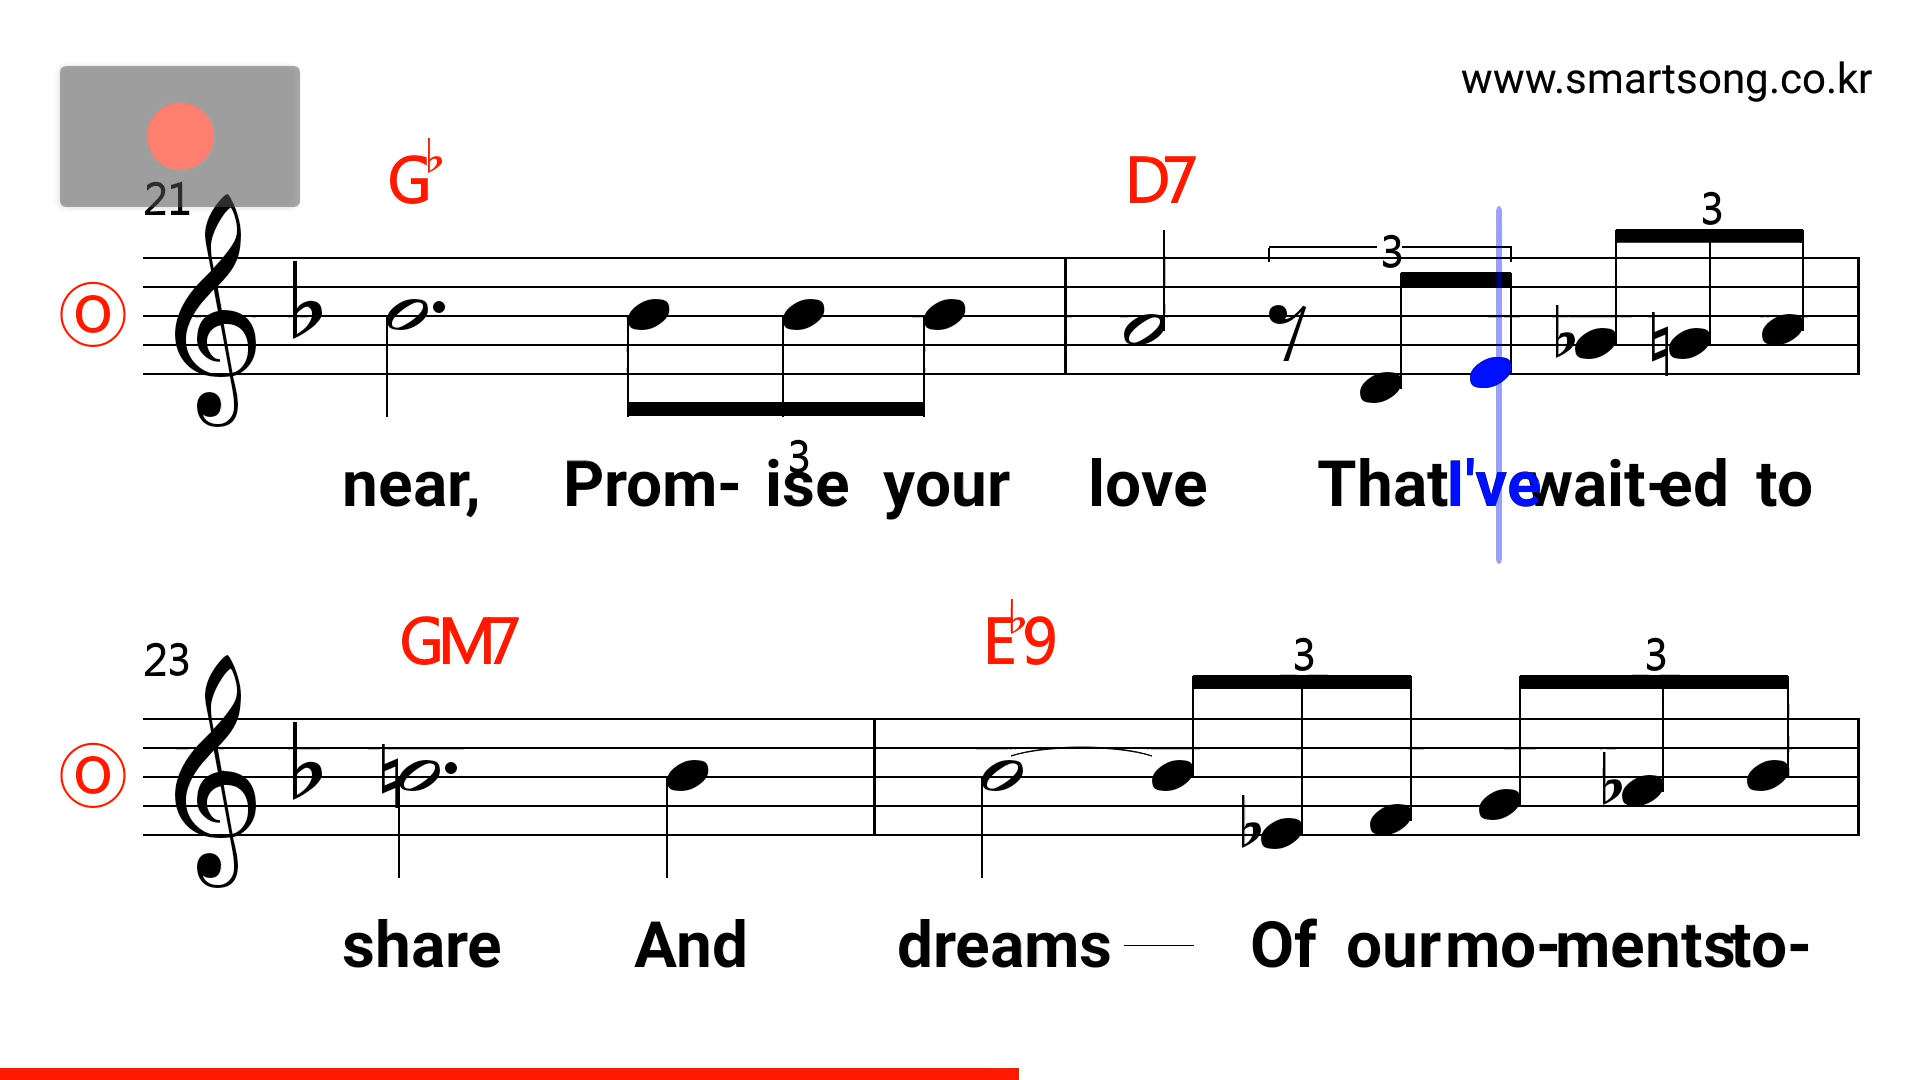 www.smartsong.co.kr
G♭ D7
21
3 3
O
3
near, Prom- ise your love That I've wait- ed to
GM7 E♭9
23 3 3
O
share And dreams Of our mo- ments to-